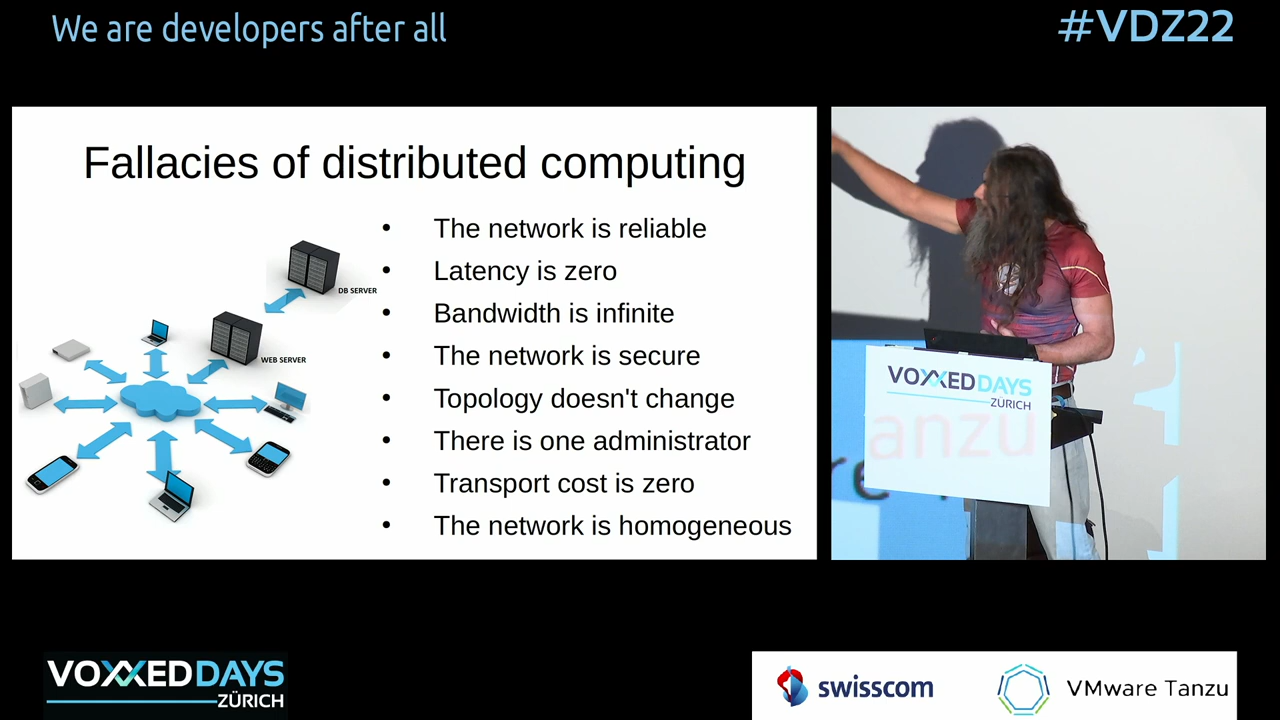 We are developers after all
#VDZ22
Fallacies of distributed computing
• The network is reliable
• Latency is zero
• Bandwidth is infinite
• The network is secure
• Topology doesn't change
• There is one administrator
• Transport cost is zero
• The network is homogeneous
DB SERVER
WEB SERVER
VOXXED DAYS
ZÜRICH
anzu
VOXXED DAYS
ZÜRICH
swisscom
VMware Tanzu